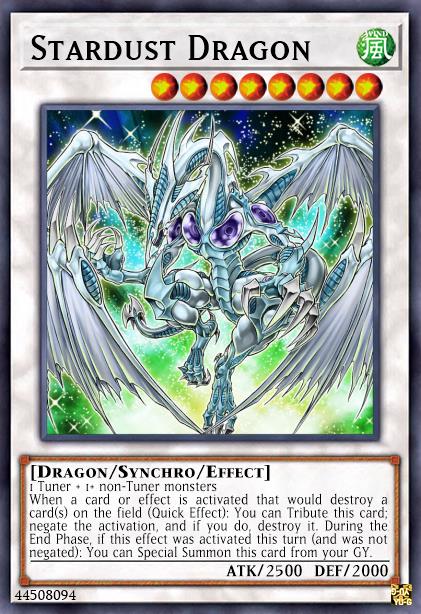 STARDUST DRAGON
WIND
風
[DRAGON/SYNCHRO/EFFECT]
1 Tuner + 1+ non-Tuner monsters
When a card or effect is activated that would destroy a
card(s) on the field (Quick Effect): You can Tribute this card;
negate the activation, and if you do, destroy it. During the
End Phase, if this effect was activated this turn (and was not
negated): You can Special Summon this card from your GY.
ATK/2500 DEF/2000
44508094